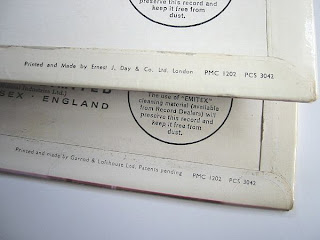 preserve this record and
keep it free from
dust.
Printed and Made by Ernest J. Day & Co. Ltd. London PMC 1202 PCS 3042
SEX · ENGLAND
The use of "EMITEX"
cleaning material (available
from Record Dealers) will
preserve this record and
keep it free from
dust.
Printed and made by Garrod & Lofthouse Ltd. Patents pending PMC 1202 PCS 3042